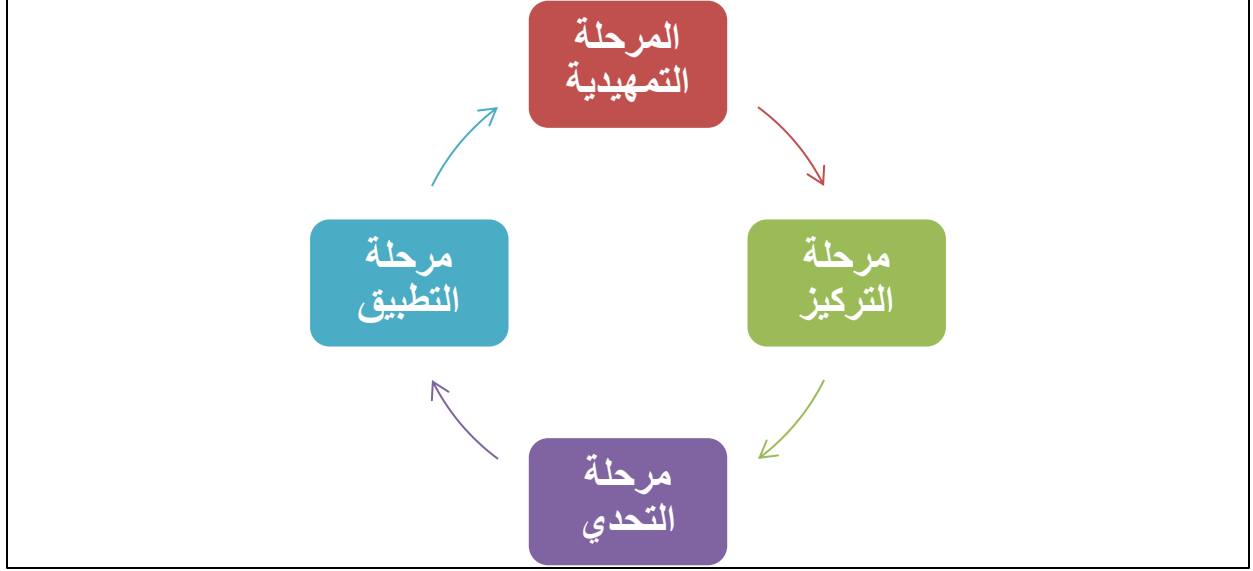 المرحلة
التمهيدية
مرحلة
التركيز
مرحلة
التحدي
مرحلة
التطبيق